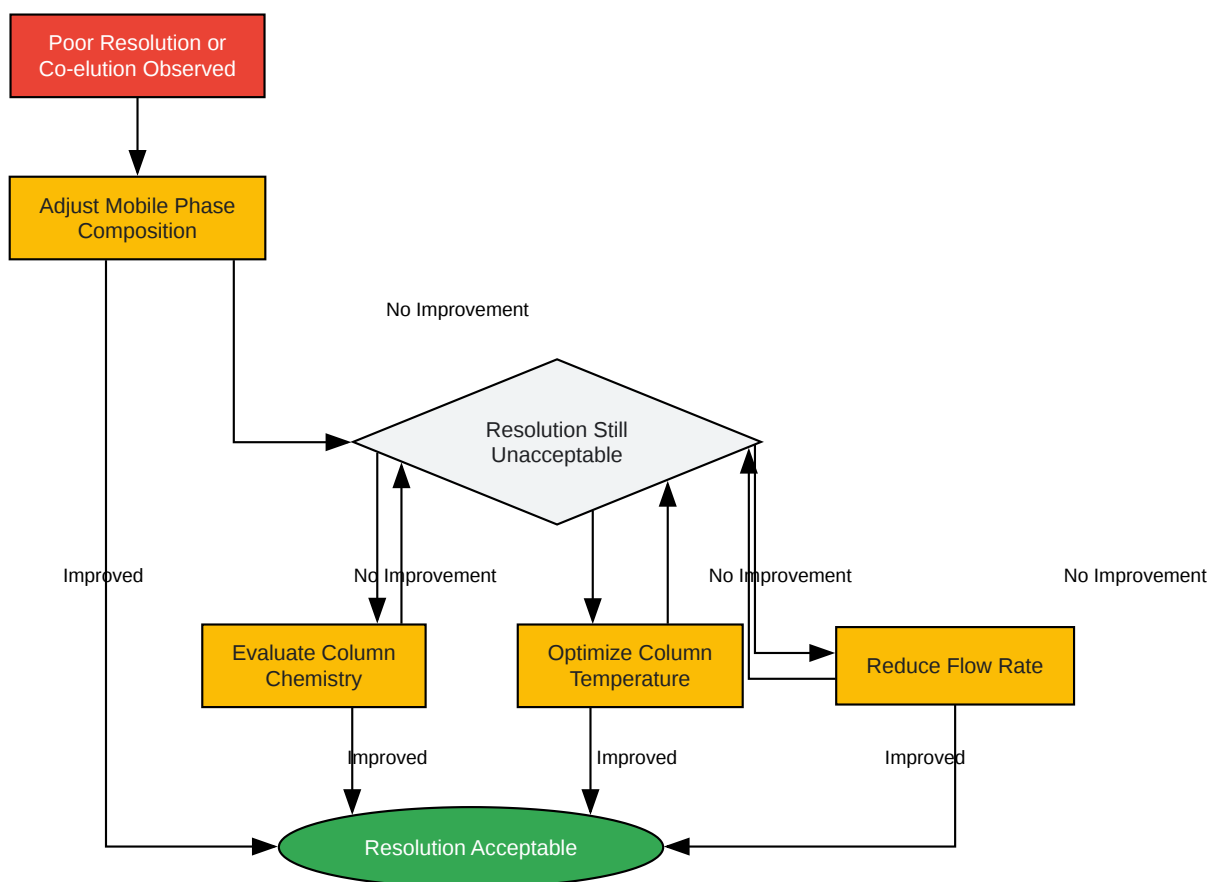 Poor Resolution or
Co-elution Observed
Adjust Mobile Phase
Composition
No Improvement
Resolution Still
Unacceptable
Improved
No Improvement
No Improvement
No Improvement
Evaluate Column
Chemistry
Optimize Column
Temperature
Reduce Flow Rate
Improved
Improved
Improved
Resolution Acceptable